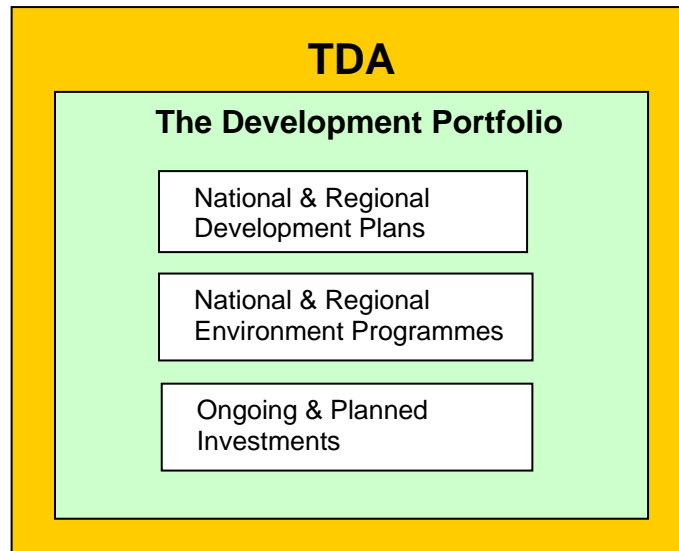 TDA
The Development Portfolio
National & Regional
Development Plans
National & Regional
Environment Programmes
Ongoing & Planned
Investments